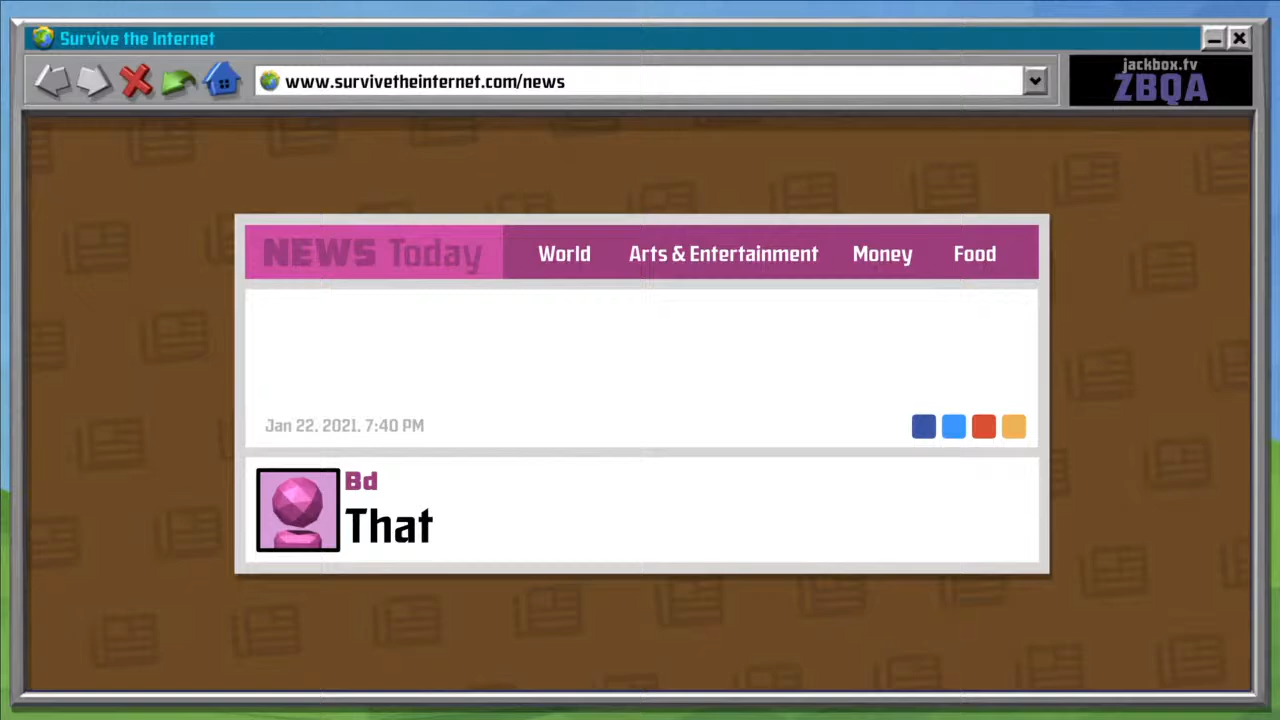 Survive the Internet
www.survivetheinternet.com/news
jackbox.tv
ZBQA
NEWS Today World Arts & Entertainment Money Food
Jan 22, 2021, 7:40 PM
Bd
That